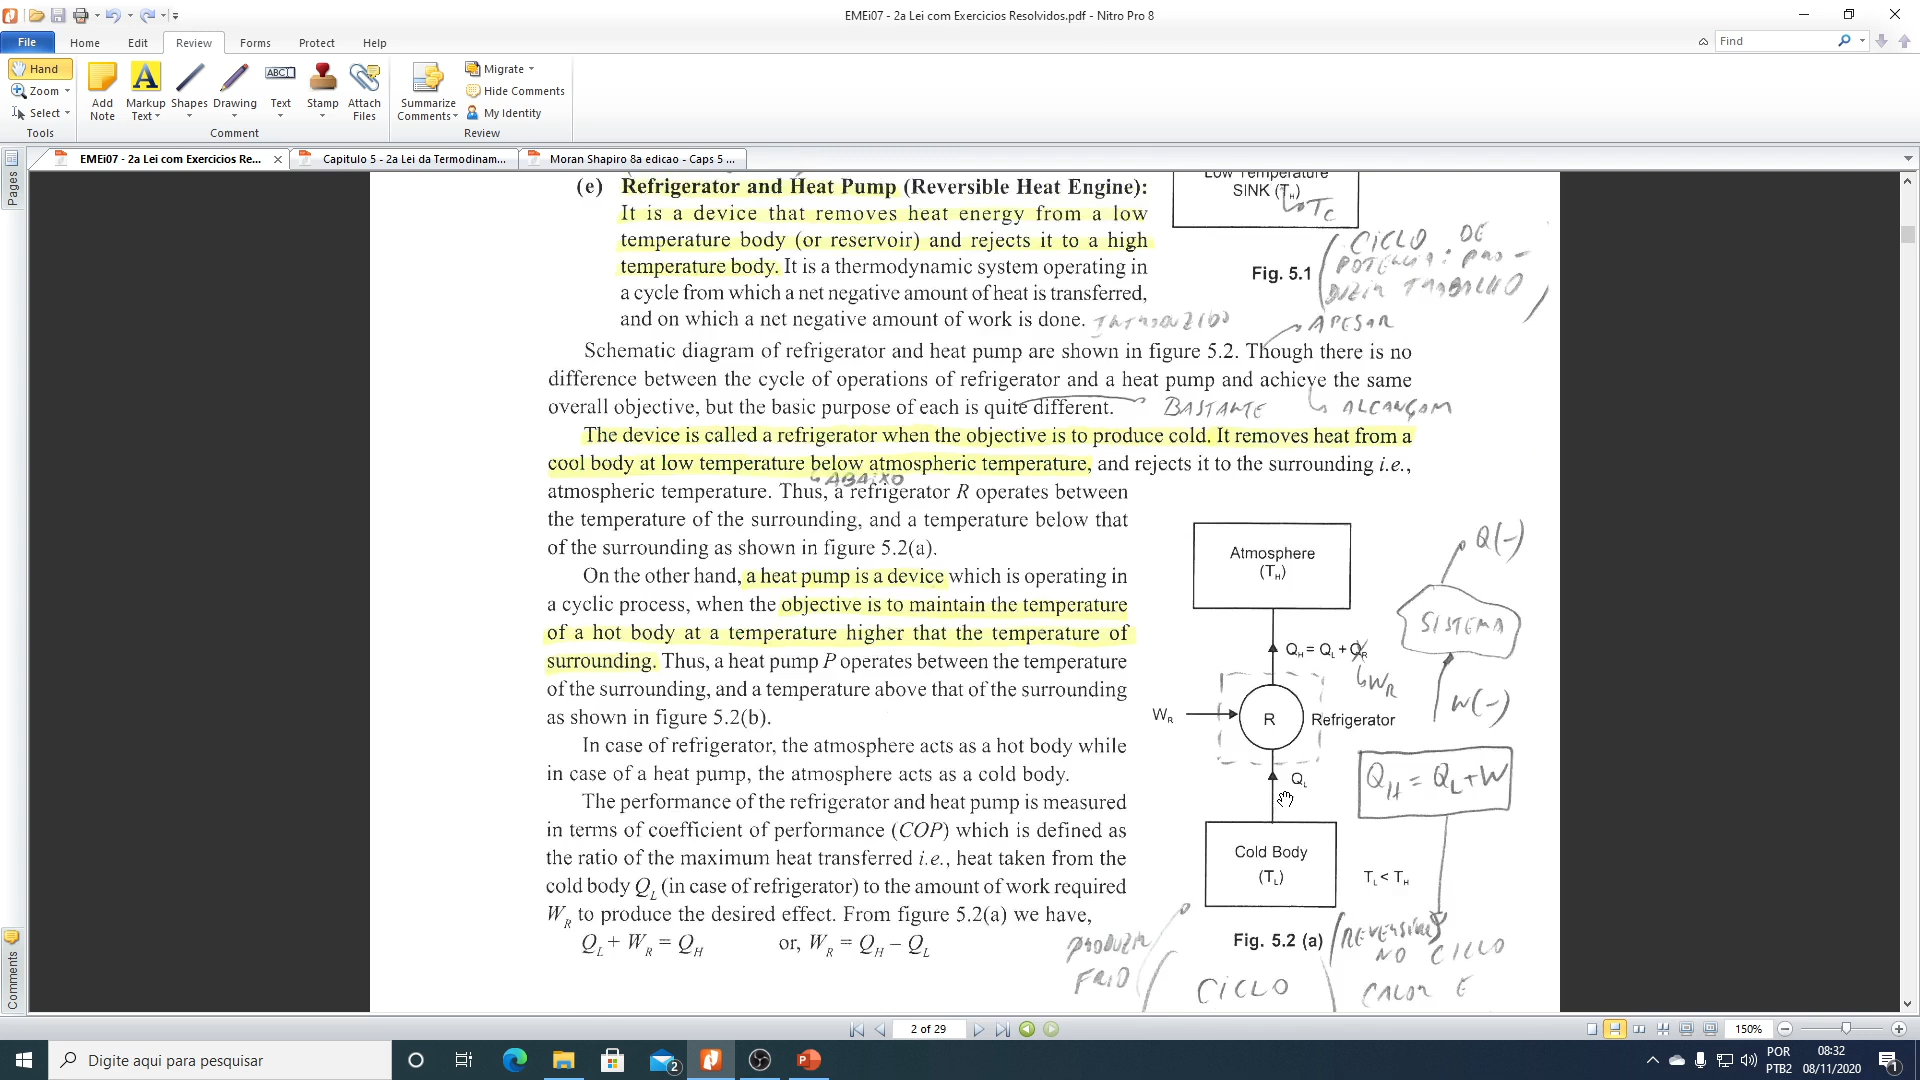 EMEi07 - 2a Lei com Exercicios Resolvidos.pdf - Nitro Pro 8
File Home Edit Review Forms Protect Help
Find
Hand
Zoom
Select
Tools
Add Note
Markup Text
Shapes
Drawing
Text
Stamp
Attach Files
Comment
Summarize Comments
Migrate
Hide Comments
My Identity
Review
EMEi07 - 2a Lei com Exercicios Re...
Capitulo 5 - 2a Lei da Termodinam...
Moran Shapiro 8a edicao - Caps 5 ...
Pages
Comments
(e) Refrigerator and Heat Pump (Reversible Heat Engine):
It is a device that removes heat energy from a low
temperature body (or reservoir) and rejects it to a high
temperature body. It is a thermodynamic system operating in
a cycle from which a net negative amount of heat is transferred,
and on which a net negative amount of work is done. INTRODUZIDO
Low Temperature
SINK (T_H)
T_C
Fig. 5.1
CICLO DE
POTENCIA: PRO-
DUZIR TRABALHO
APESAR
Schematic diagram of refrigerator and heat pump are shown in figure 5.2. Though there is no
difference between the cycle of operations of refrigerator and a heat pump and achieve the same
overall objective, but the basic purpose of each is quite different. BASTANTE ALCANÇAM
The device is called a refrigerator when the objective is to produce cold. It removes heat from a
cool body at low temperature below atmospheric temperature, and rejects it to the surrounding i.e.,
ABAIXO
atmospheric temperature. Thus, a refrigerator R operates between
the temperature of the surrounding, and a temperature below that
of the surrounding as shown in figure 5.2(a).
On the other hand, a heat pump is a device which is operating in
a cyclic process, when the objective is to maintain the temperature
of a hot body at a temperature higher that the temperature of
surrounding. Thus, a heat pump P operates between the temperature
of the surrounding, and a temperature above that of the surrounding
as shown in figure 5.2(b).
In case of refrigerator, the atmosphere acts as a hot body while
in case of a heat pump, the atmosphere acts as a cold body.
The performance of the refrigerator and heat pump is measured
in terms of coefficient of performance (COP) which is defined as
the ratio of the maximum heat transferred i.e., heat taken from the
cold body Q_L (in case of refrigerator) to the amount of work required
W_R to produce the desired effect. From figure 5.2(a) we have,
Q_L + W_R = Q_H or, W_R = Q_H – Q_L
Atmosphere
(T_H)
Q_H = Q_L + Q_R
W_R
W_R
R
Refrigerator
Q_L
Cold Body
(T_L)
T_L < T_H
Fig. 5.2 (a)
Q(-)
SISTEMA
W(-)
Q_H = Q_L + W
PRODUZIR
FRIO
CICLO
NO CICLO
CALOR E
2 of 29
150%
Digite aqui para pesquisar
2
POR
PTB2
08:32
08/11/2020
1